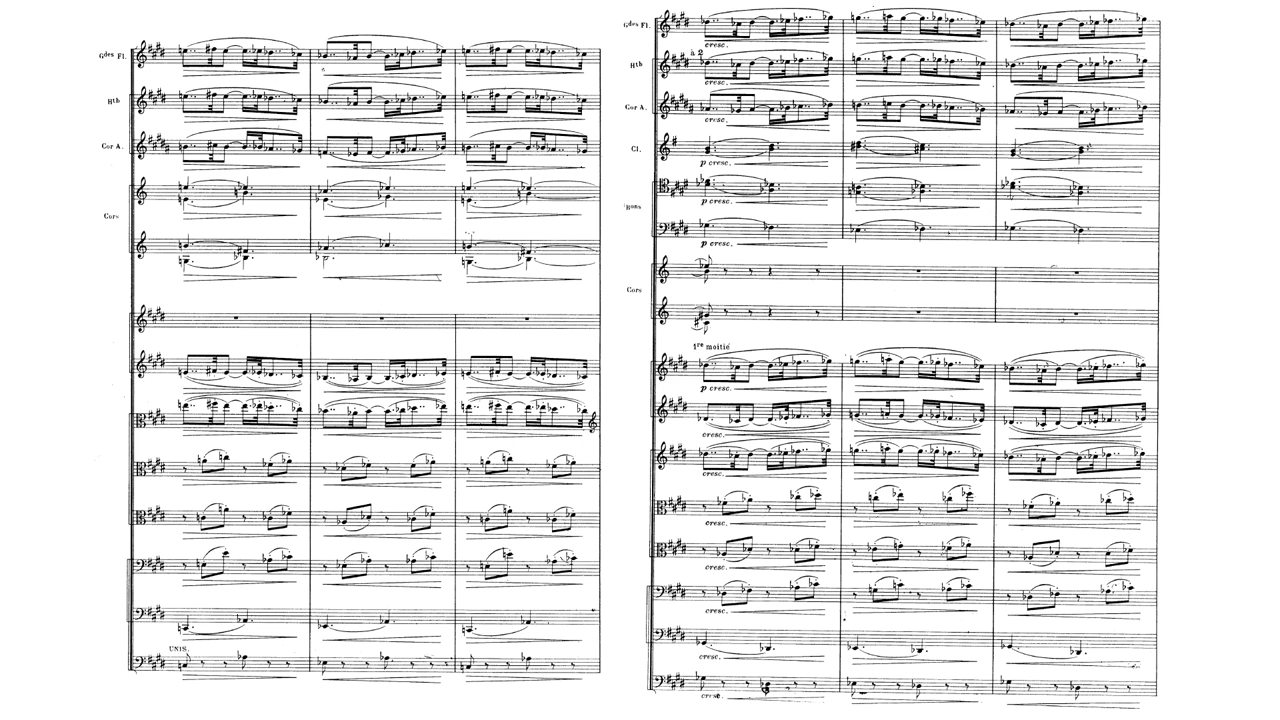 Gdes Fl.
Htb
Cor A.
Cors
UNIS.
Gdes Fl.
cresc.
à 2
Htb
cresc.
Cor A.
cresc.
Cl.
p cresc.
Bons
p cresc.
p cresc.
Cors
1re moitié
p cresc.
cresc.
cresc.
cresc.
cresc.
cresc.
cresc.
cresc.